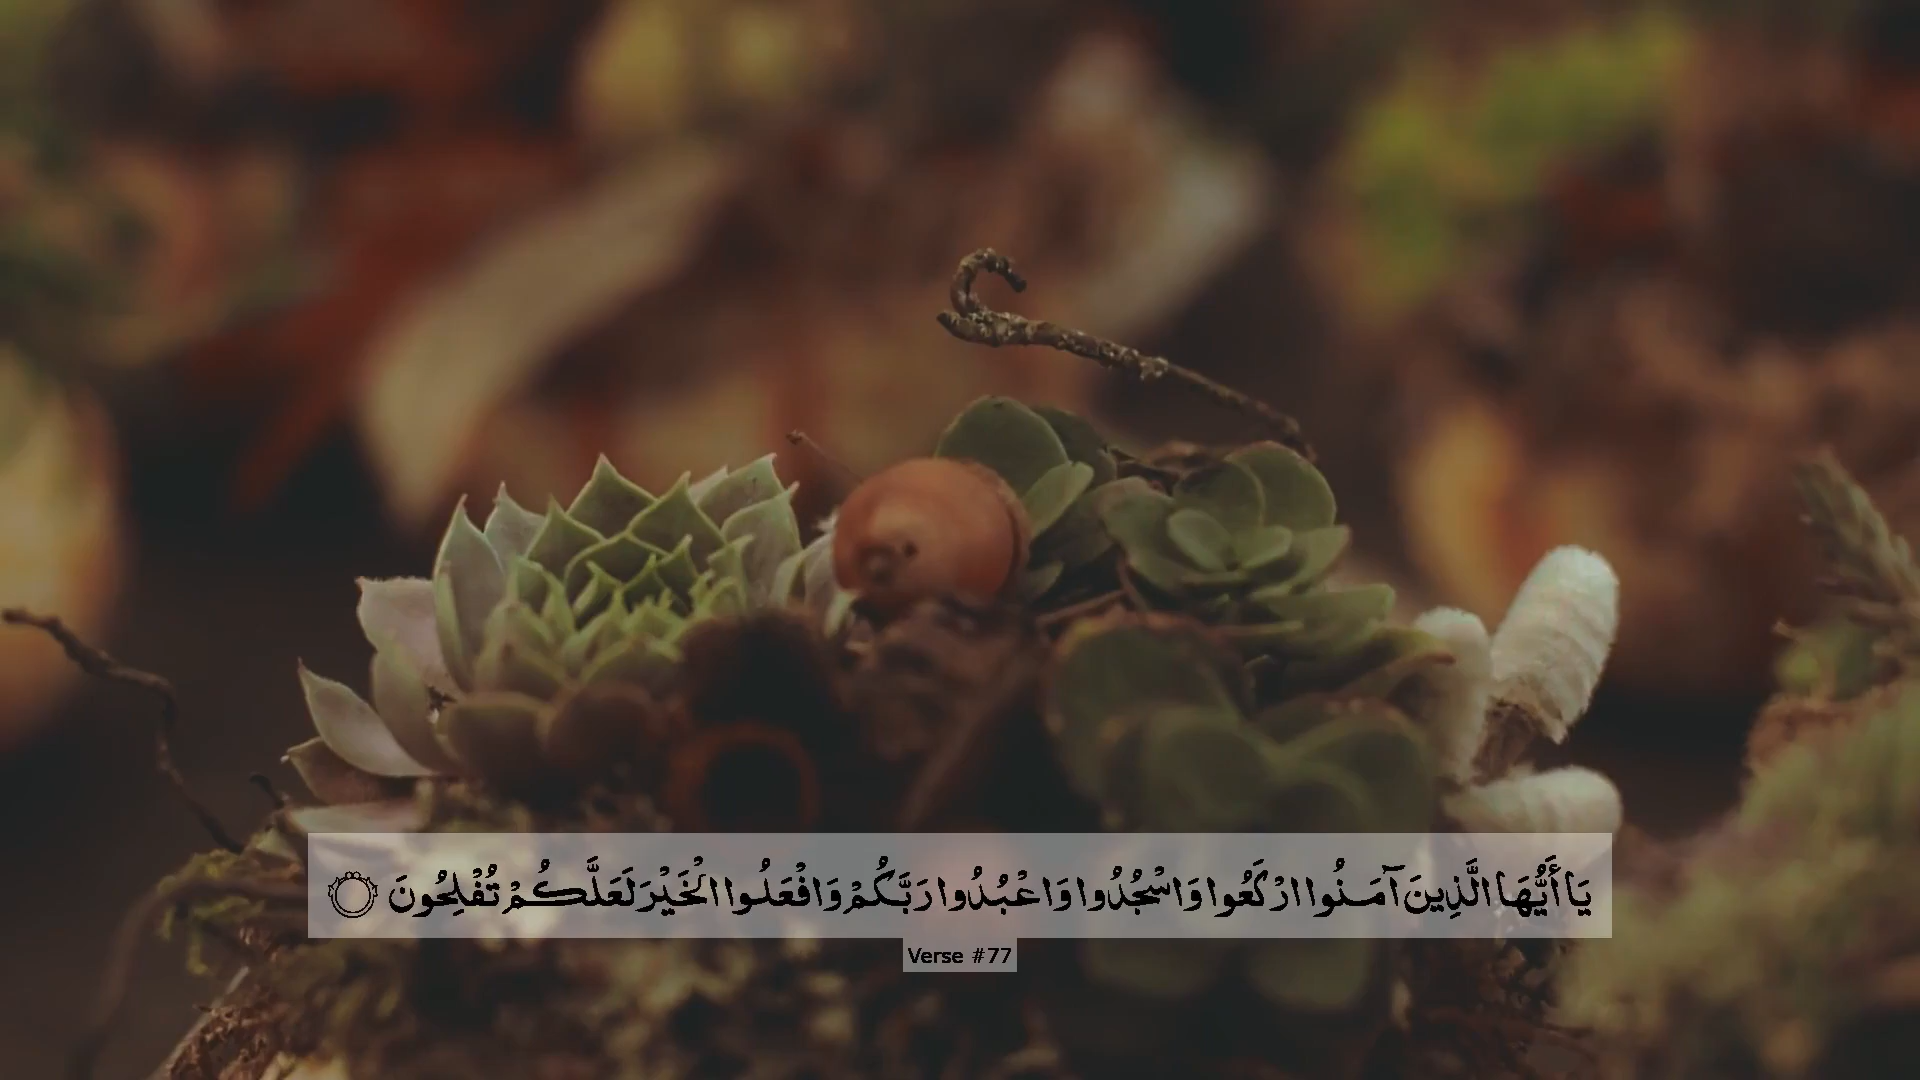 يَا أَيُّهَا الَّذِينَ آمَنُوا ارْكَعُوا وَاسْجُدُوا وَاعْبُدُوا رَبَّكُمْ وَافْعَلُوا الْخَيْرَ لَعَلَّكُمْ تُفْلِحُونَ ۝
Verse #77